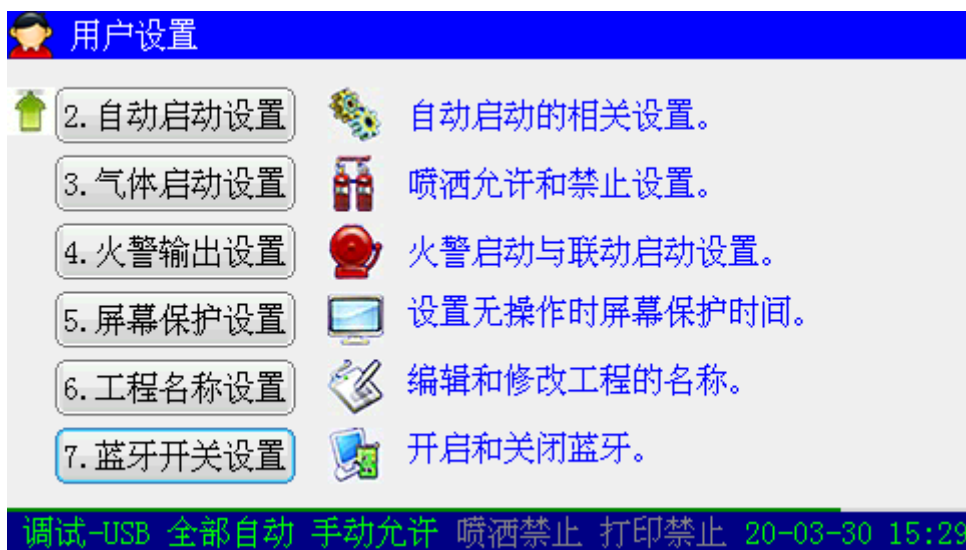 用户设置
2.自动启动设置 自动启动的相关设置。
3.气体启动设置 喷洒允许和禁止设置。
4.火警输出设置 火警启动与联动启动设置。
5.屏幕保护设置 设置无操作时屏幕保护时间。
6.工程名称设置 编辑和修改工程的名称。
7.蓝牙开关设置 开启和关闭蓝牙。
调试-USB 全部自动 手动允许 喷洒禁止 打印禁止 20-03-30 15:29